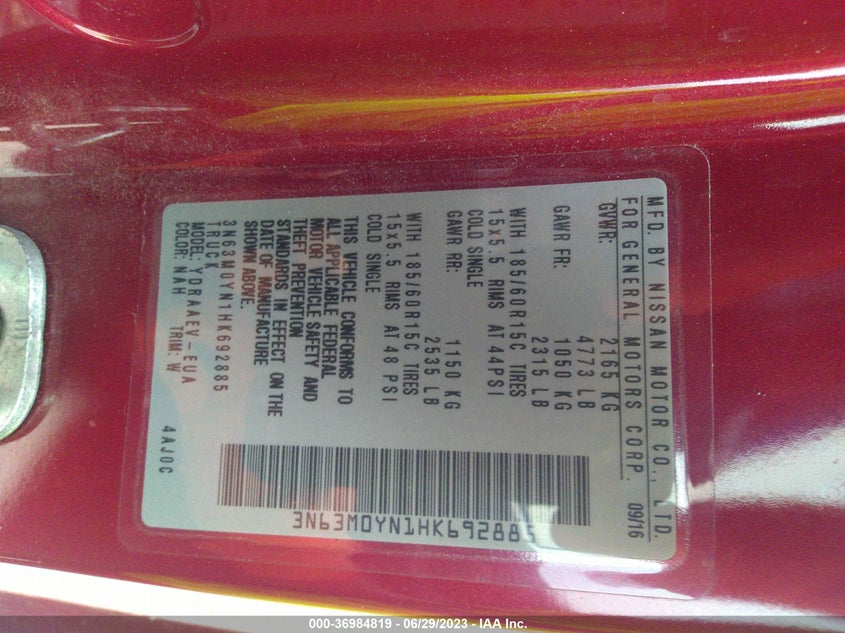 MFD. BY NISSAN MOTOR CO., LTD.
FOR GENERAL MOTORS CORP. 09/16
GVWR: 2165 KG
4773 LB
GAWR FR: 1050 KG
2315 LB
WITH 185/60R15C TIRES
15x5.5 RIMS AT 44PSI
COLD SINGLE
GAWR RR: 1150 KG
2535 LB
WITH 185/60R15C TIRES
15x5.5 RIMS AT 48 PSI
COLD SINGLE
THIS VEHICLE CONFORMS TO
ALL APPLICABLE FEDERAL
MOTOR VEHICLE SAFETY AND
THEFT PREVENTION
STANDARDS IN EFFECT ON THE
DATE OF MANUFACTURE
SHOWN ABOVE.
3N63M0YN1HK692885
TRUCK
MODEL: YDRAAEV-EUA
COLOR: NAH TRIM: W
4AJ0C
3N63M0YN1HK692885
000-36984819 - 06/29/2023 - © IAA Inc.